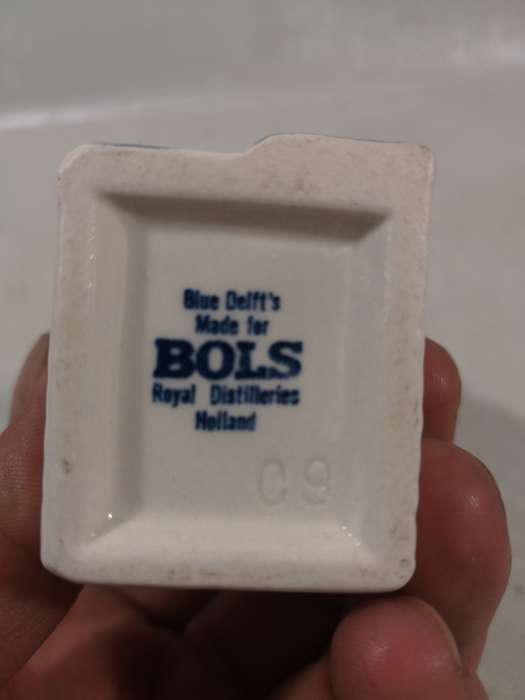 Blue Delft's
Made for
BOLS
Royal Distilleries
Holland
C9